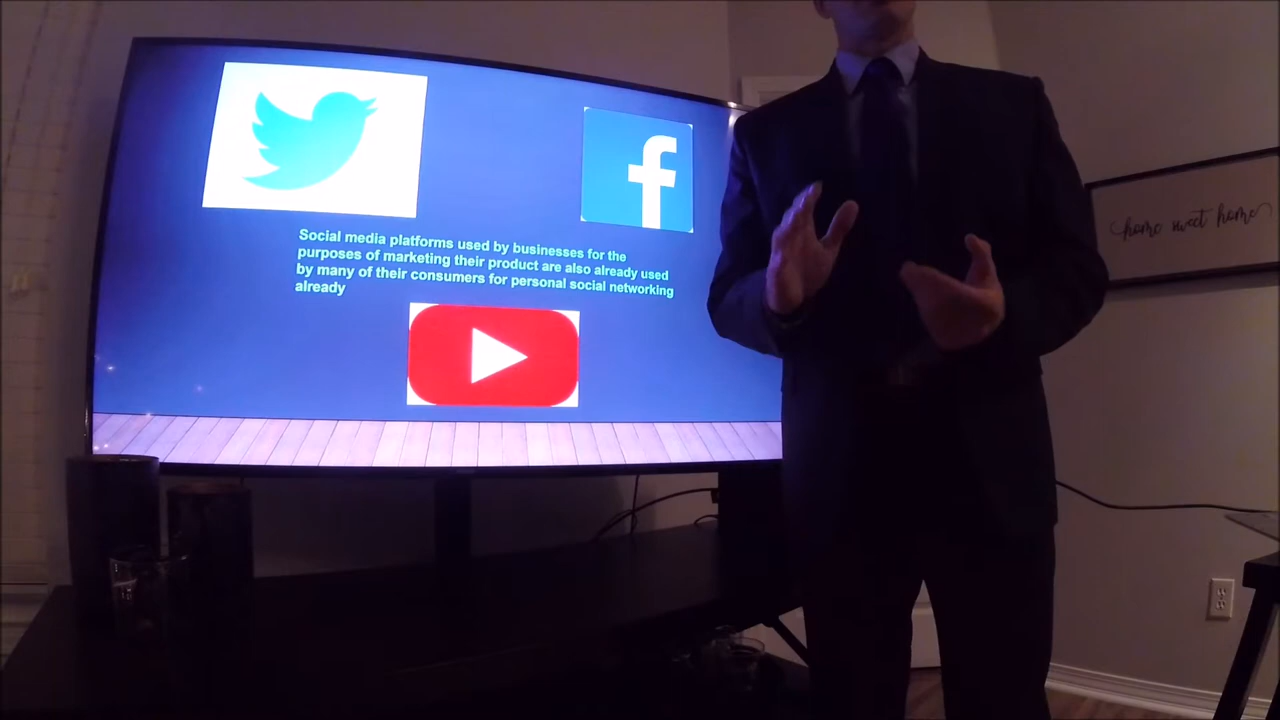 f
Social media platforms used by businesses for the
purposes of marketing their product are also already used
by many of their consumers for personal social networking
already
home sweet home